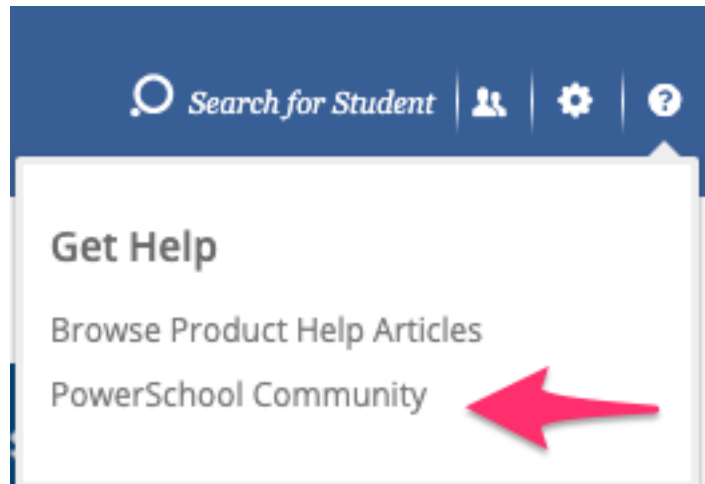 Search for Student
Get Help
Browse Product Help Articles
PowerSchool Community